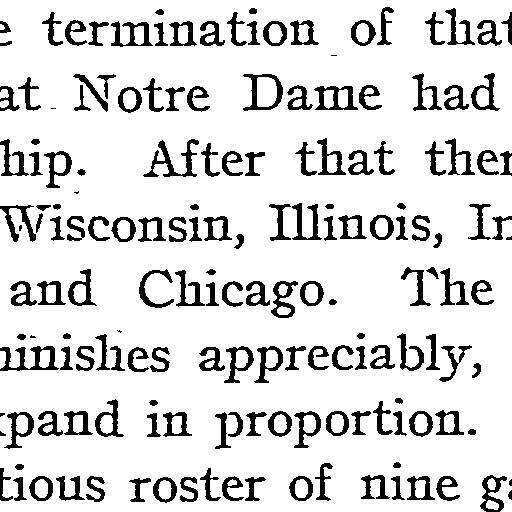 e termination of that
at Notre Dame had
hip. After that ther
Wisconsin, Illinois, In
and Chicago. The
ninishes appreciably,
xpand in proportion.
tious roster of nine ga